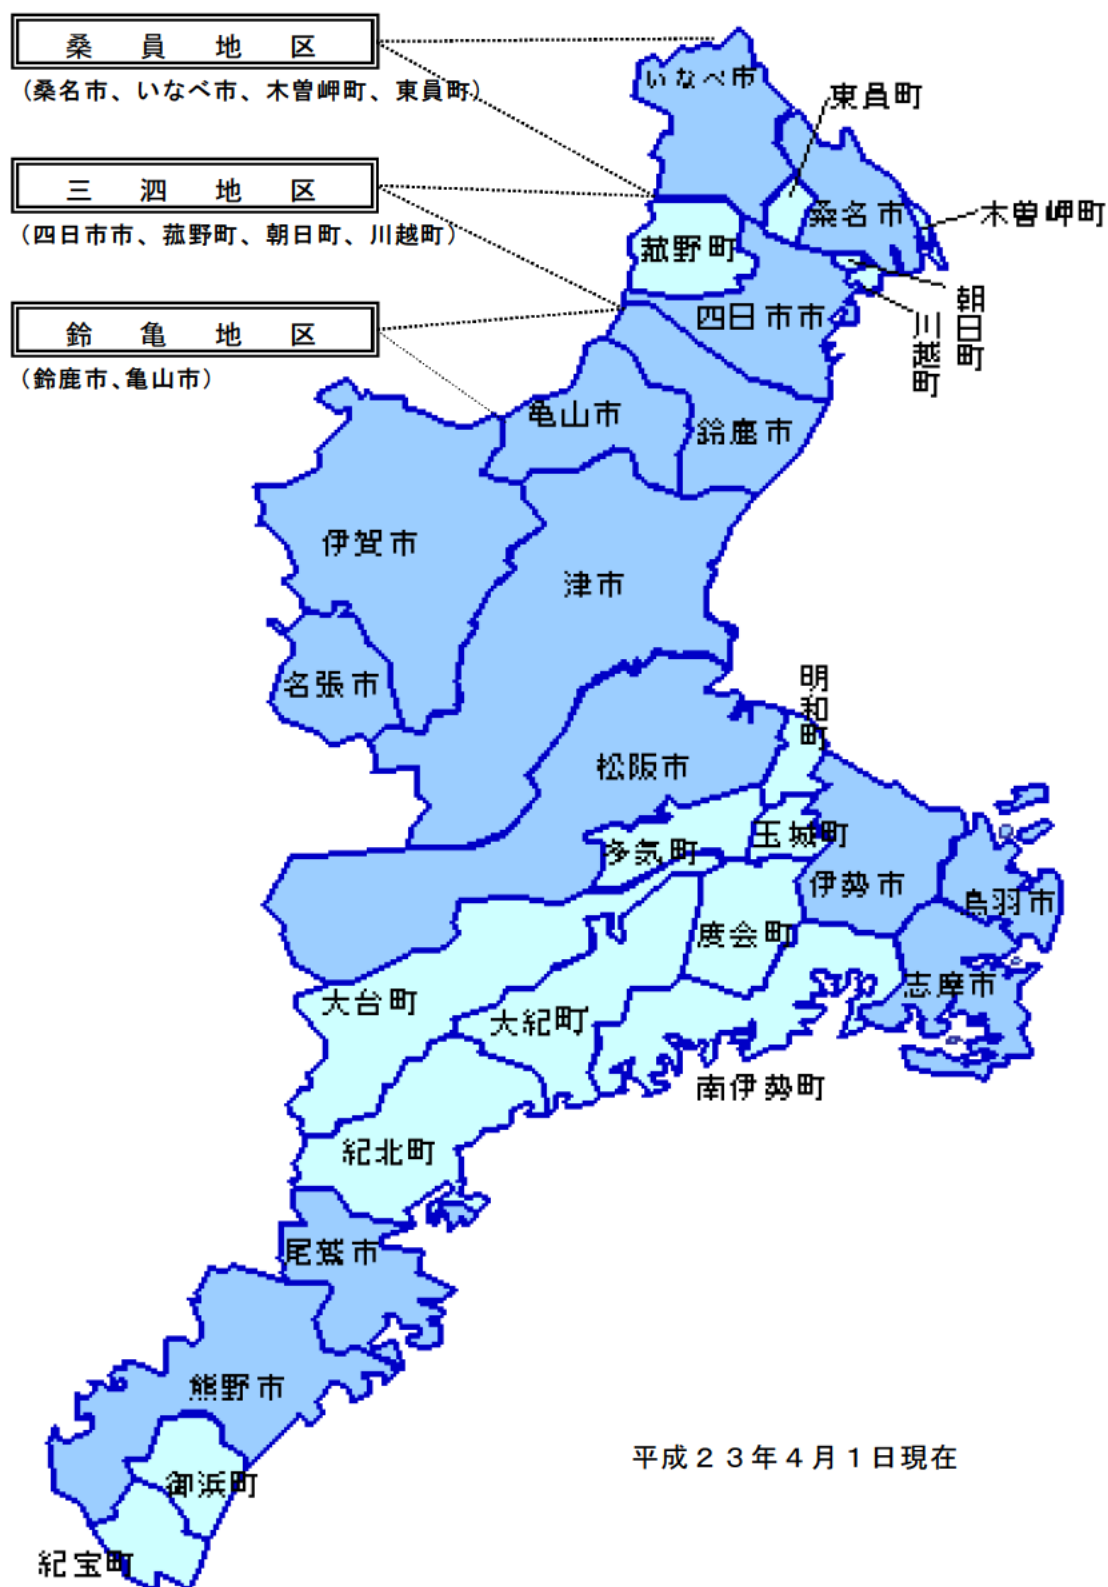 桑員地区
(桑名市、いなべ市、木曽岬町、東員町)
三泗地区
(四日市市、菰野町、朝日町、川越町)
鈴亀地区
(鈴鹿市、亀山市)
いなべ市
東員町
桑名市
木曽岬町
菰野町
朝日町
四日市市
川越町
亀山市
鈴鹿市
伊賀市
津市
名張市
明和町
松阪市
玉城町
多気町
伊勢市
鳥羽市
度会町
志摩市
大台町
大紀町
南伊勢町
紀北町
尾鷲市
熊野市
御浜町
紀宝町
平成23年4月1日現在